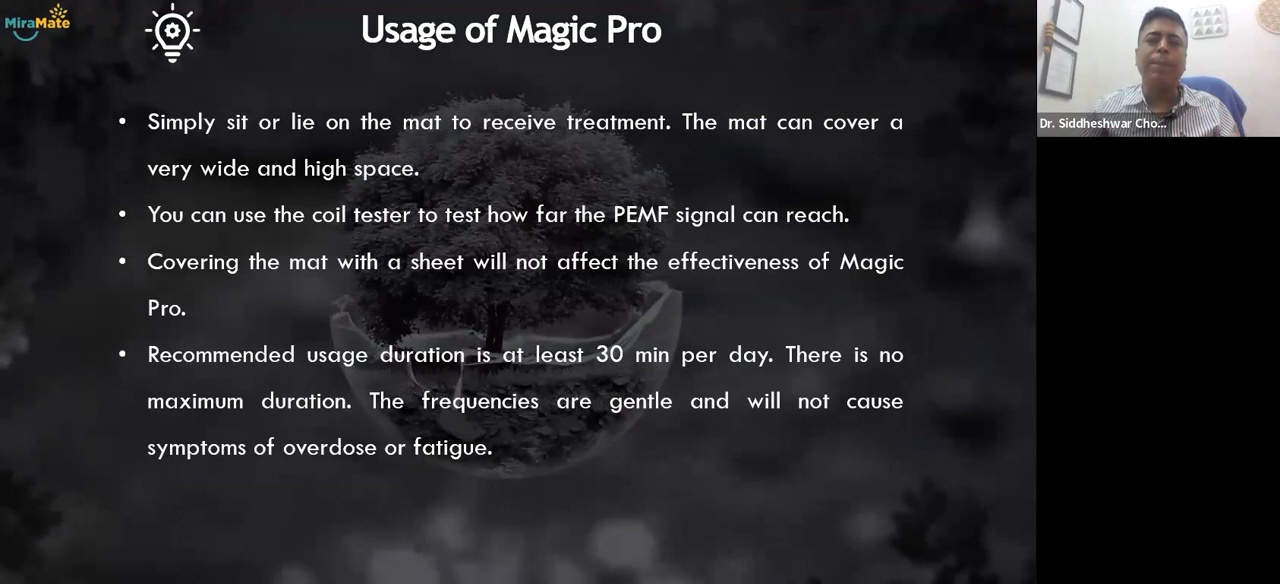 MiraMate
Usage of Magic Pro
• Simply sit or lie on the mat to receive treatment. The mat can cover a
very wide and high space.
• You can use the coil tester to test how far the PEMF signal can reach.
• Covering the mat with a sheet will not affect the effectiveness of Magic
Pro.
• Recommended usage duration is at least 30 min per day. There is no
maximum duration. The frequencies are gentle and will not cause
symptoms of overdose or fatigue.
Dr. Siddheshwar Cho...